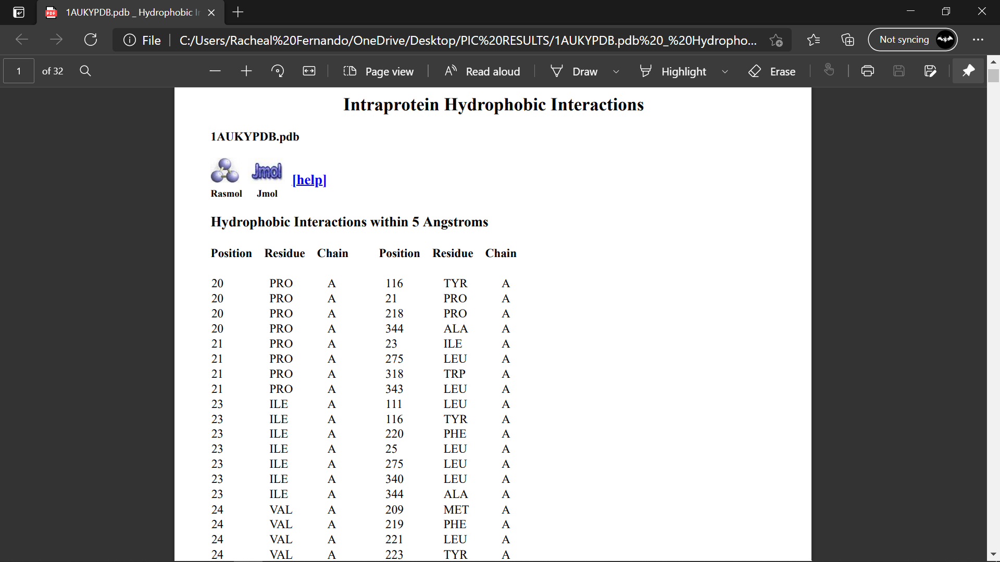 1AUKYPDB.pdb _ Hydrophobic
File C:/Users/Racheal%20Fernando/OneDrive/Desktop/PIC%20RESULTS/1AUKYPDB.pdb%20_%20Hydropho... Not syncing
1 of 32 Page view Read aloud Draw Highlight Erase
Intraprotein Hydrophobic Interactions
1AUKYPDB.pdb
Jmol [help]
Rasmol Jmol
Hydrophobic Interactions within 5 Angstroms
Position Residue Chain Position Residue Chain
20 PRO A 116 TYR A
20 PRO A 21 PRO A
20 PRO A 218 PRO A
20 PRO A 344 ALA A
21 PRO A 23 ILE A
21 PRO A 275 LEU A
21 PRO A 318 TRP A
21 PRO A 343 LEU A
23 ILE A 111 LEU A
23 ILE A 116 TYR A
23 ILE A 220 PHE A
23 ILE A 25 LEU A
23 ILE A 275 LEU A
23 ILE A 340 LEU A
23 ILE A 344 ALA A
24 VAL A 209 MET A
24 VAL A 219 PHE A
24 VAL A 221 LEU A
24 VAL A 223 TYR A